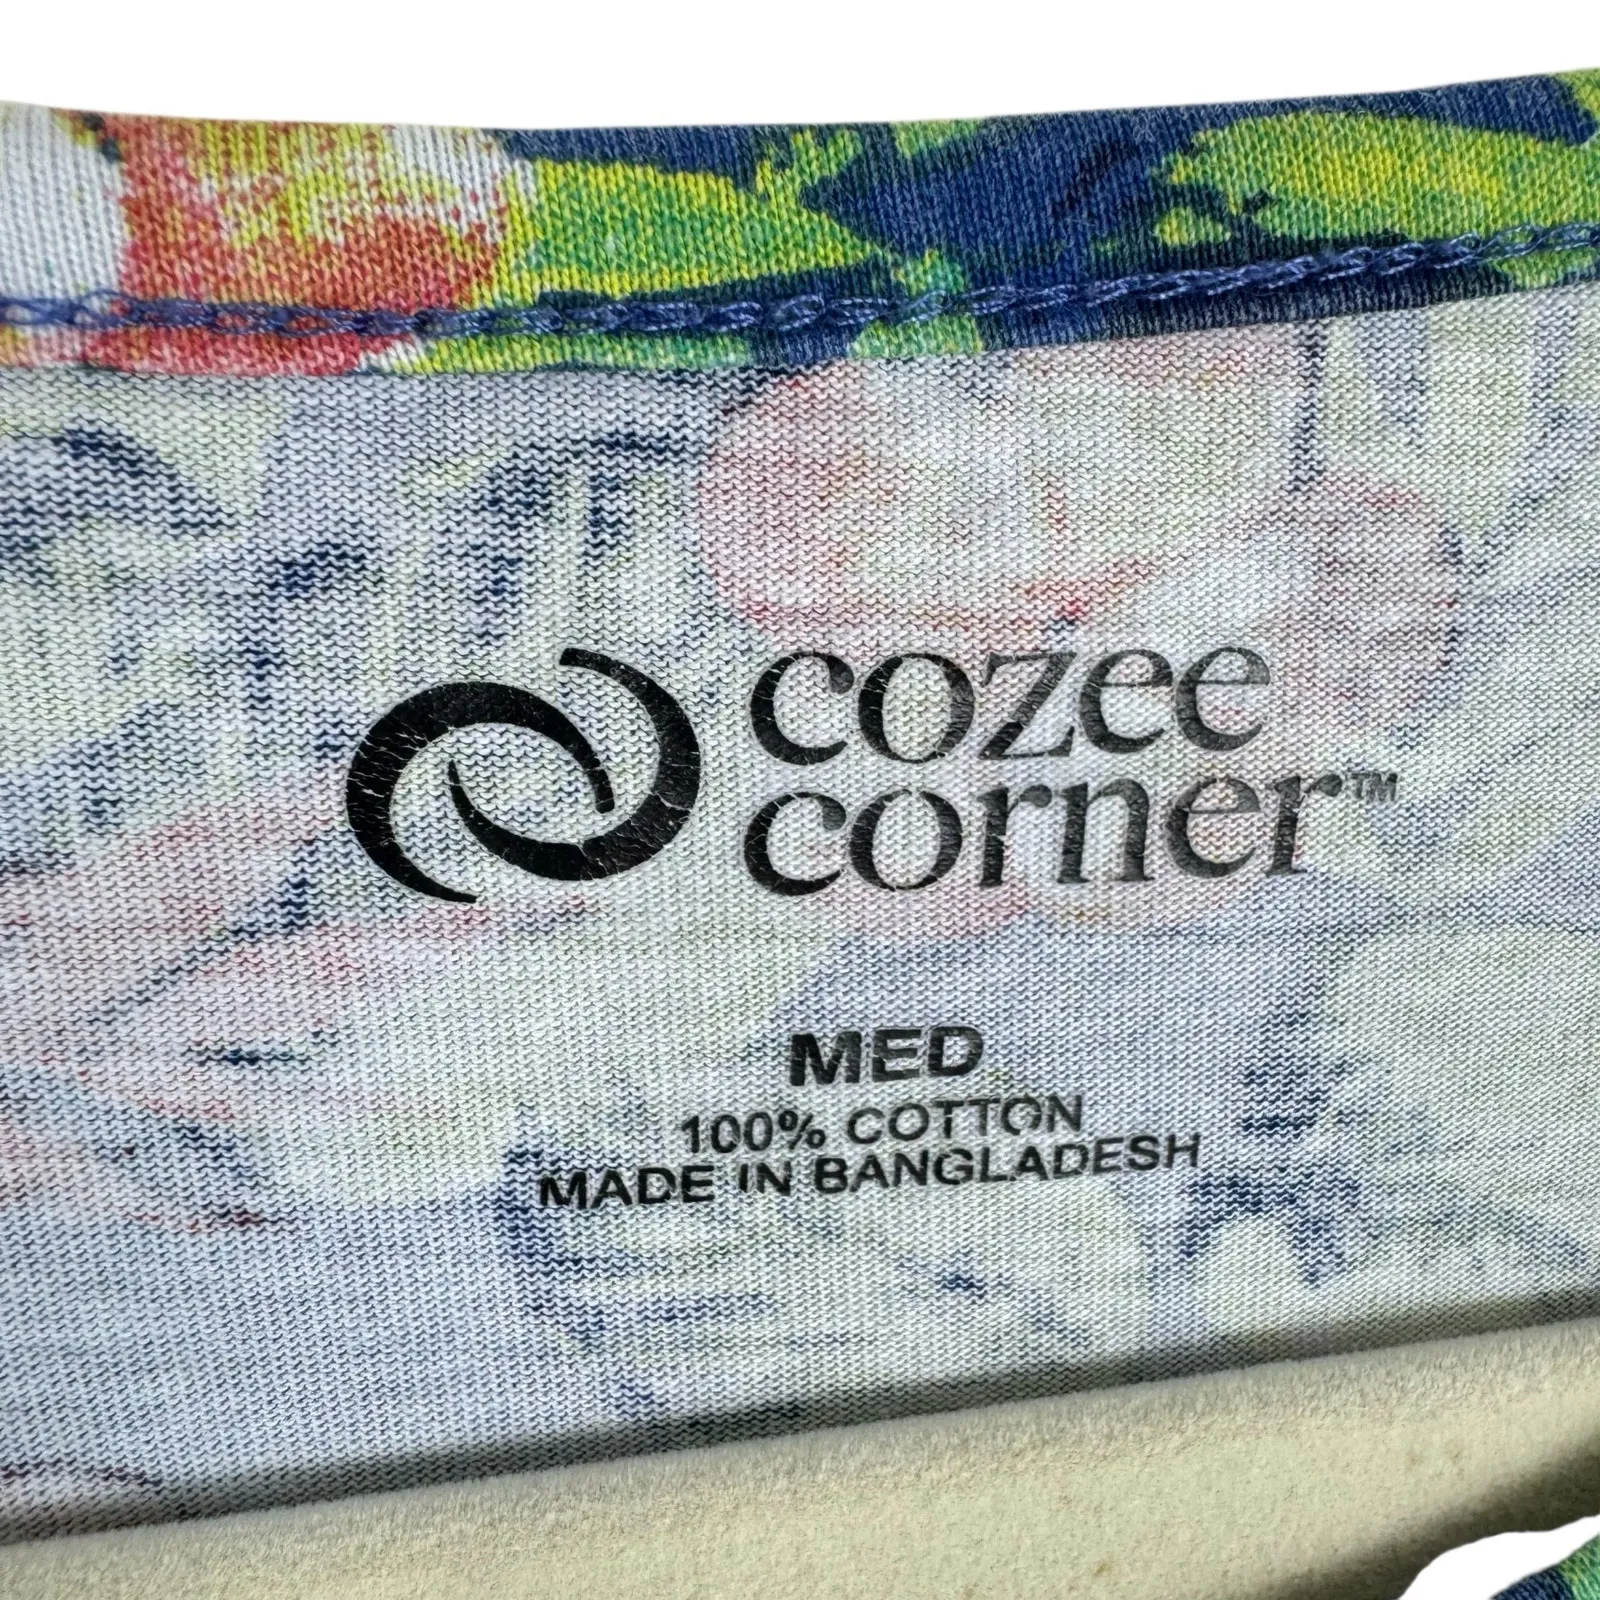 cozee
corner™
MED
100% COTTON
MADE IN BANGLADESH